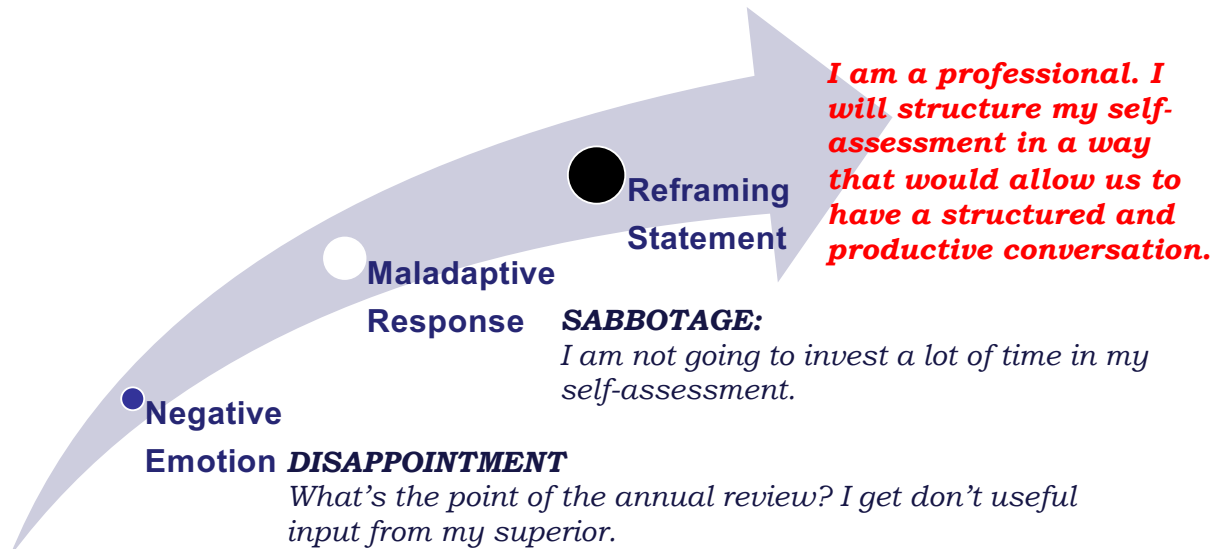 I am a professional. I
will structure my self-
assessment in a way
that would allow us to
have a structured and
productive conversation.
Reframing
Statement
Maladaptive
Response
SABBOTAGE:
I am not going to invest a lot of time in my
self-assessment.
Negative
Emotion
DISAPPOINTMENT
What’s the point of the annual review? I get don’t useful
input from my superior.